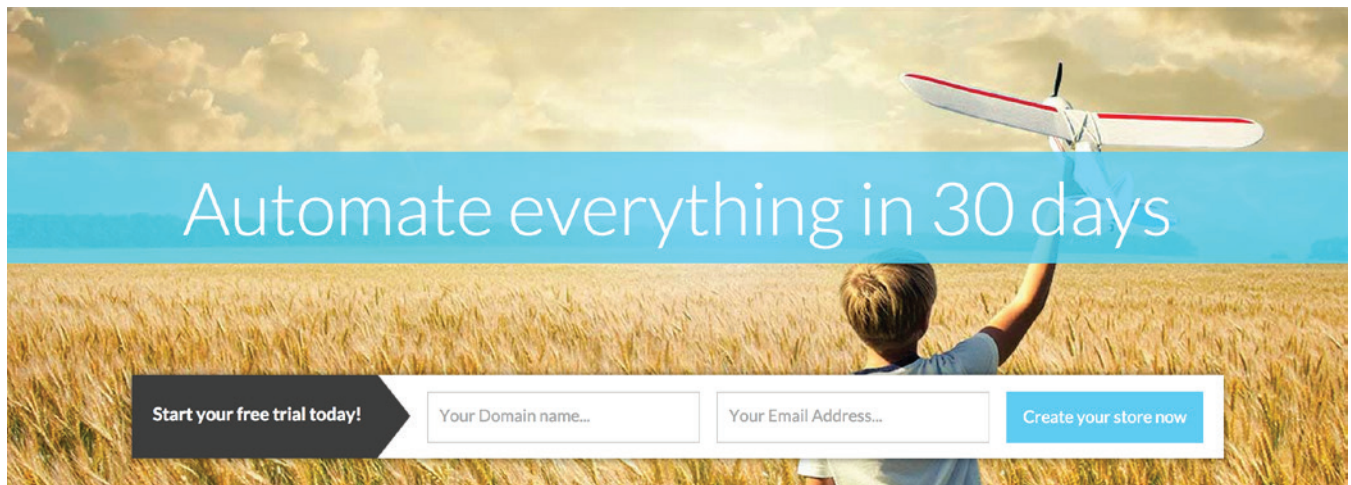 Automate everything in 30 days
Start your free trial today!
Your Domain name...
Your Email Address...
Create your store now